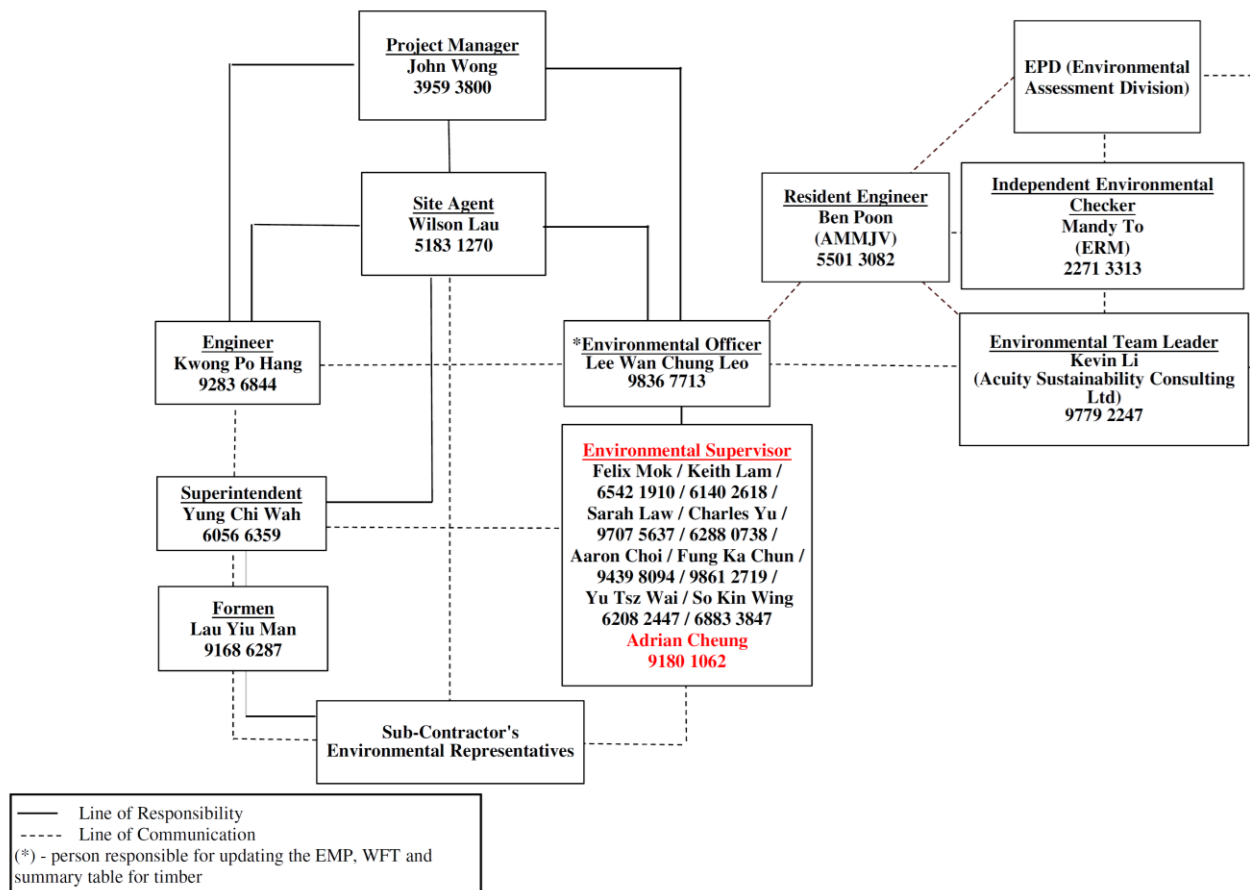 Project Manager
John Wong
3959 3800
EPD (Environmental
Assessment Division)
Site Agent
Wilson Lau
5183 1270
Resident Engineer
Ben Poon
(AMMJV)
5501 3082
Independent Environmental
Checker
Mandy To
(ERM)
2271 3313
Engineer
Kwong Po Hang
9283 6844
*Environmental Officer
Lee Wan Chung Leo
9836 7713
Environmental Team Leader
Kevin Li
(Acuity Sustainability Consulting
Ltd)
9779 2247
Environmental Supervisor
Felix Mok / Keith Lam /
6542 1910 / 6140 2618 /
Sarah Law / Charles Yu /
9707 5637 / 6288 0738 /
Aaron Choi / Fung Ka Chun /
9439 8094 / 9861 2719 /
Yu Tsz Wai / So Kin Wing
6208 2447 / 6883 3847
Adrian Cheung
9180 1062
Superintendent
Yung Chi Wah
6056 6359
Formen
Lau Yiu Man
9168 6287
Sub-Contractor's
Environmental Representatives
Line of Responsibility
Line of Communication
(*) - person responsible for updating the EMP, WFT and
summary table for timber